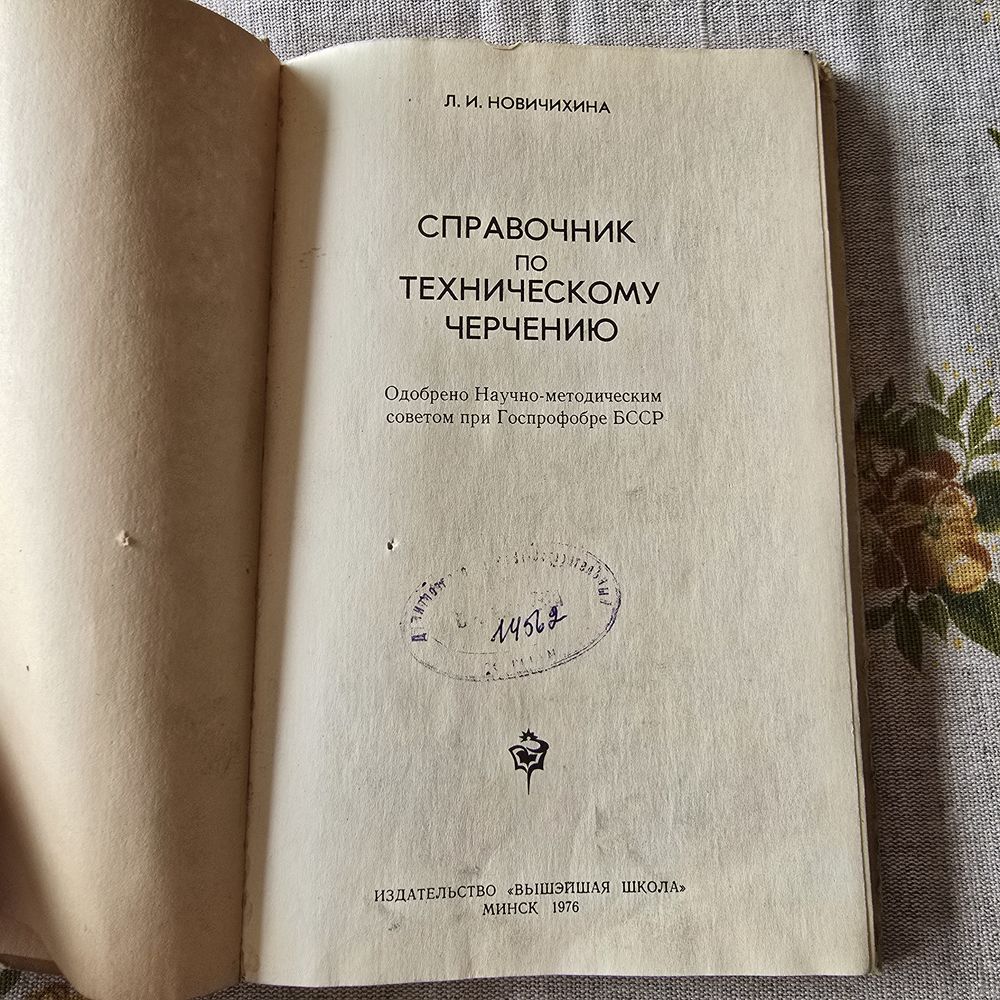 Л. И. НОВИЧИХИНА
СПРАВОЧНИК
ПО
ТЕХНИЧЕСКОМУ
ЧЕРЧЕНИЮ
Одобрено Научно-методическим
советом при Госпрофобре БССР
14562
ИЗДАТЕЛЬСТВО «ВЫШЭЙШАЯ ШКОЛА»
МИНСК 1976